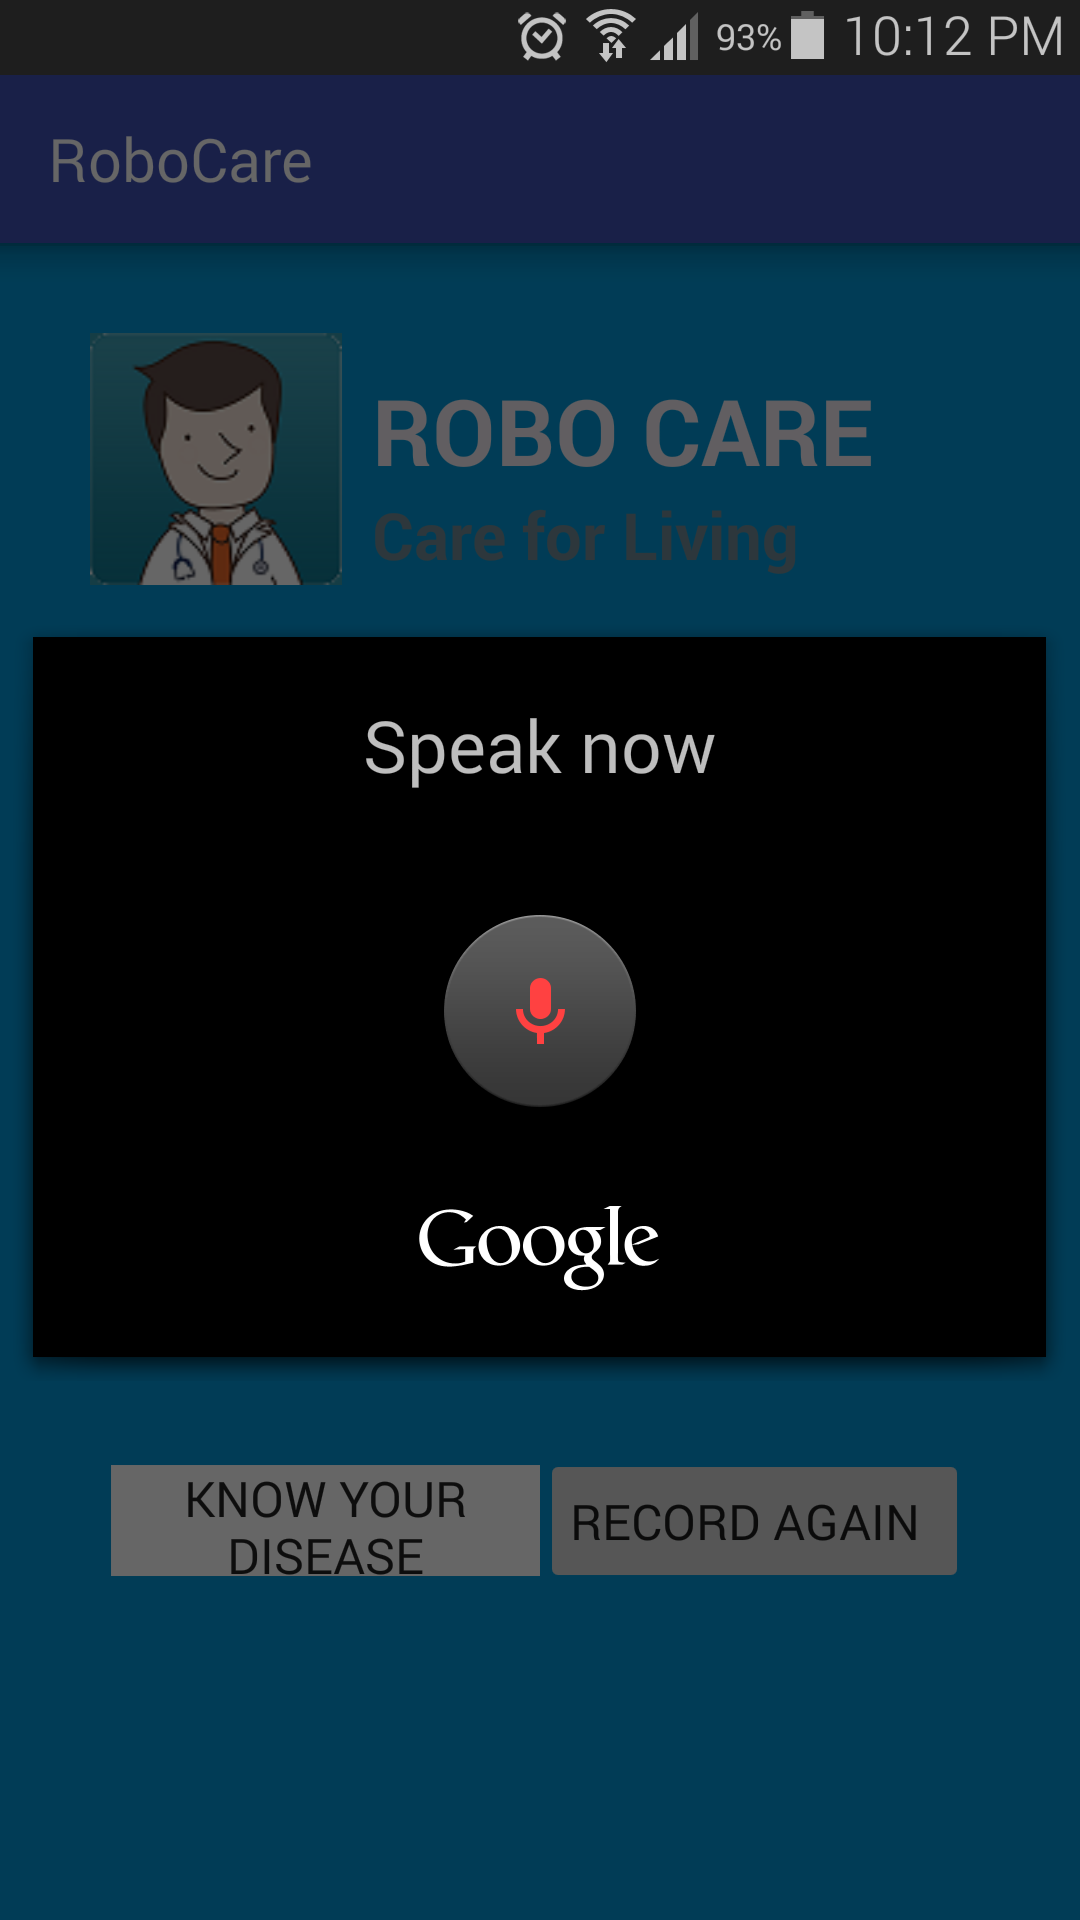 93% 10:12 PM
RoboCare
ROBO CARE
Care for Living
Speak now
Google
KNOW YOUR
DISEASE
RECORD AGAIN